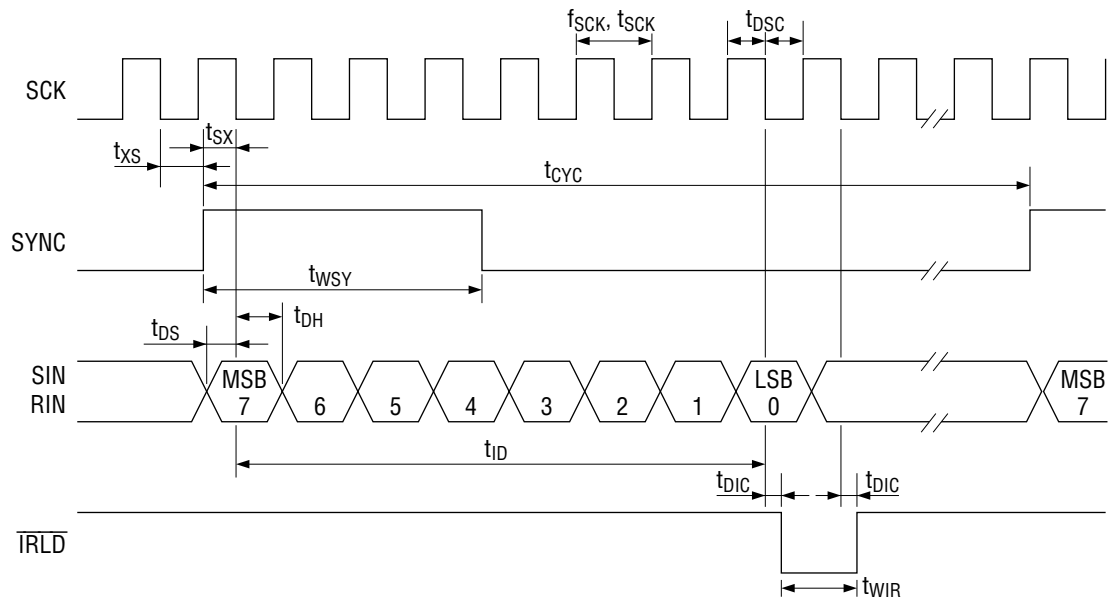 fSCK, tSCK
tDSC
SCK
tSX
tXS
tCYC
SYNC
tWSY
tDH
tDS
SIN
RIN
MSB
7
6
5
4
3
2
1
LSB
0
MSB
7
tID
tDIC
tDIC
IRLD
tWIR